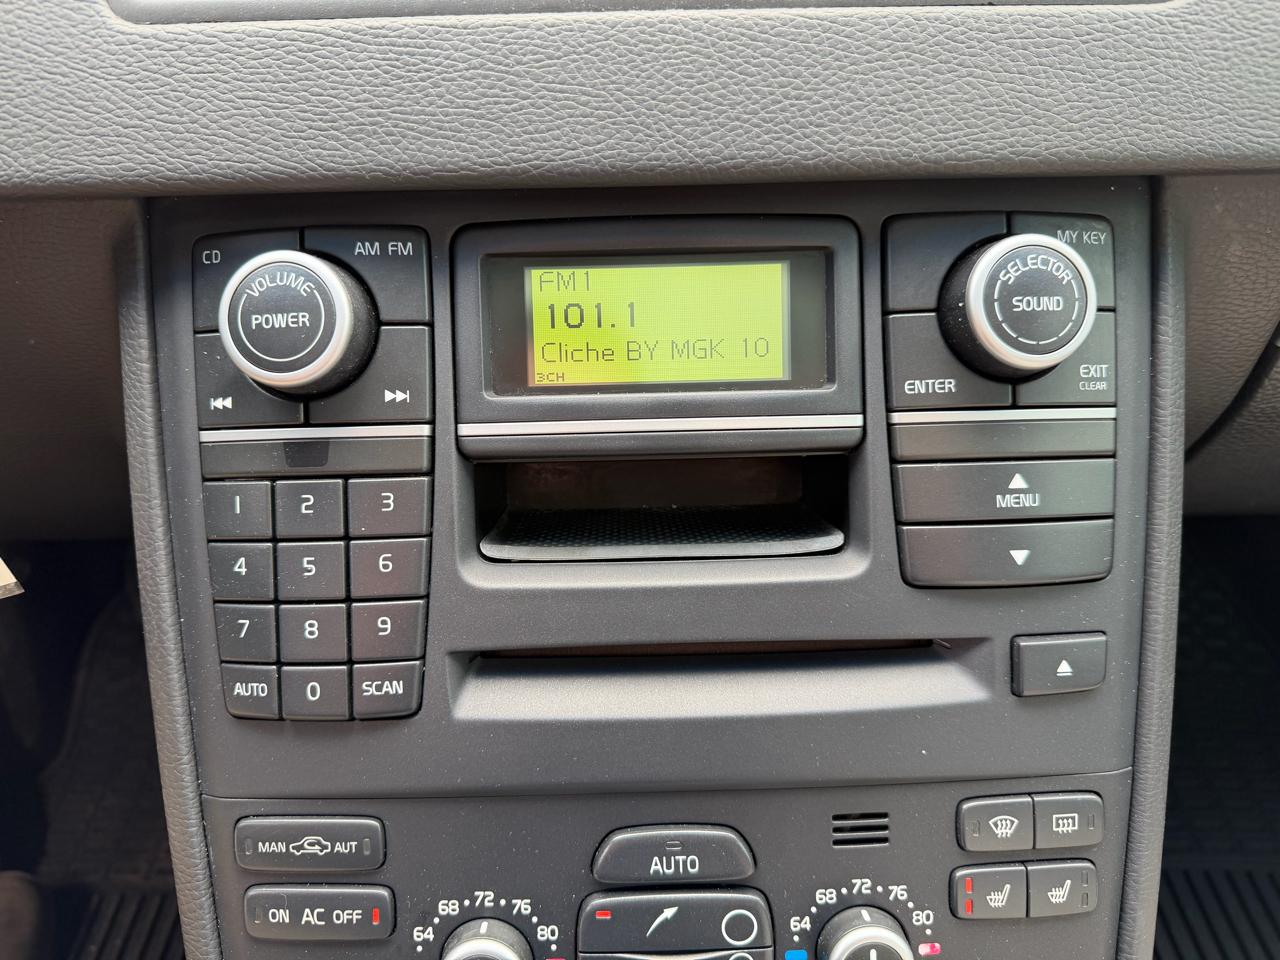 CD
AM FM
VOLUME
POWER
FM1
101.1
Cliche BY MGK 10
3CH
MY KEY
SELECTOR
SOUND
ENTER
EXIT
CLEAR
MENU
1 2 3
4 5 6
7 8 9
AUTO 0 SCAN
MAN AUT
ON AC OFF
AUTO
64 68 72 76 80
64 68 72 76 80